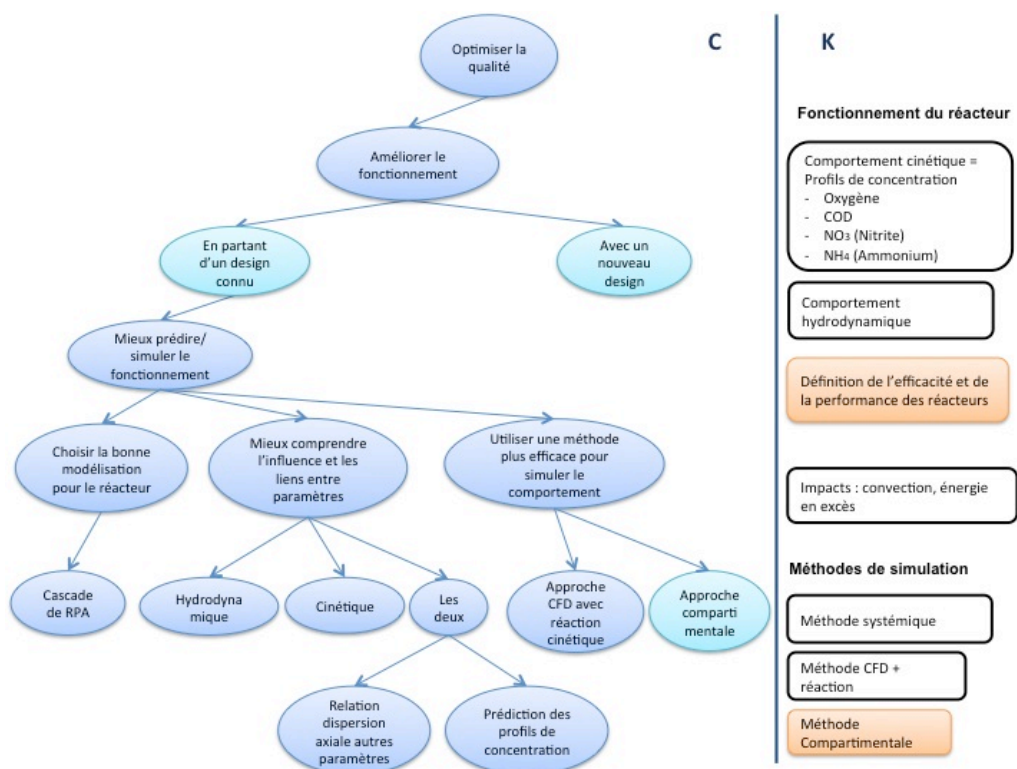 C
K
Optimiser la
qualité
Améliorer le
fonctionnement
En partant
d'un design
connu
Avec un
nouveau
design
Mieux prédire/
simuler le
fonctionnement
Choisir la bonne
modélisation
pour le réacteur
Mieux comprendre
l'influence et les
liens entre
paramètres
Utiliser une méthode
plus efficace pour
simuler le
comportement
Cascade
de RPA
Hydrodyna
mique
Cinétique
Les
deux
Approche
CFD avec
réaction
cinétique
Approche
comparti
mentale
Relation
dispersion
axiale autres
paramètres
Prédiction des
profils de
concentration
Fonctionnement du réacteur
Comportement cinétique =
Profils de concentration
- Oxygène
- COD
- NO3 (Nitrite)
- NH4 (Ammonium)
Comportement
hydrodynamique
Définition de l'efficacité et de
la performance des réacteurs
Impacts : convection, énergie
en excès
Méthodes de simulation
Méthode systémique
Méthode CFD +
réaction
Méthode
Compartimentale